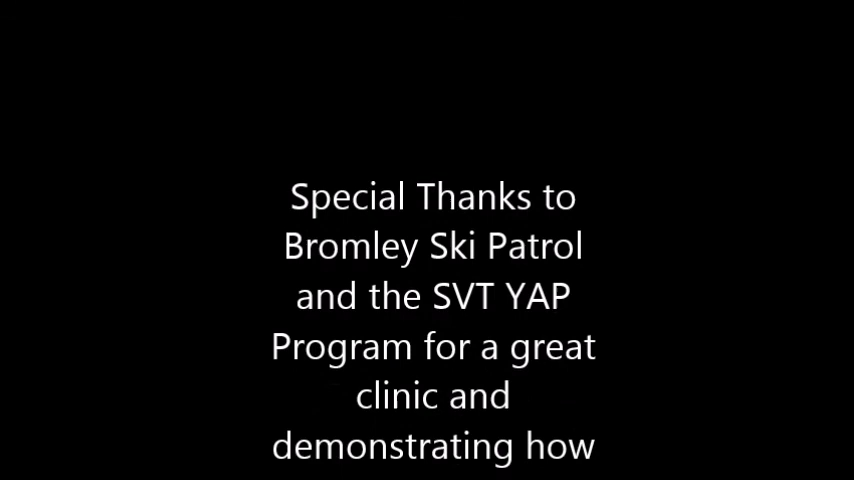 Special Thanks to
Bromley Ski Patrol
and the SVT YAP
Program for a great
clinic and
demonstrating how